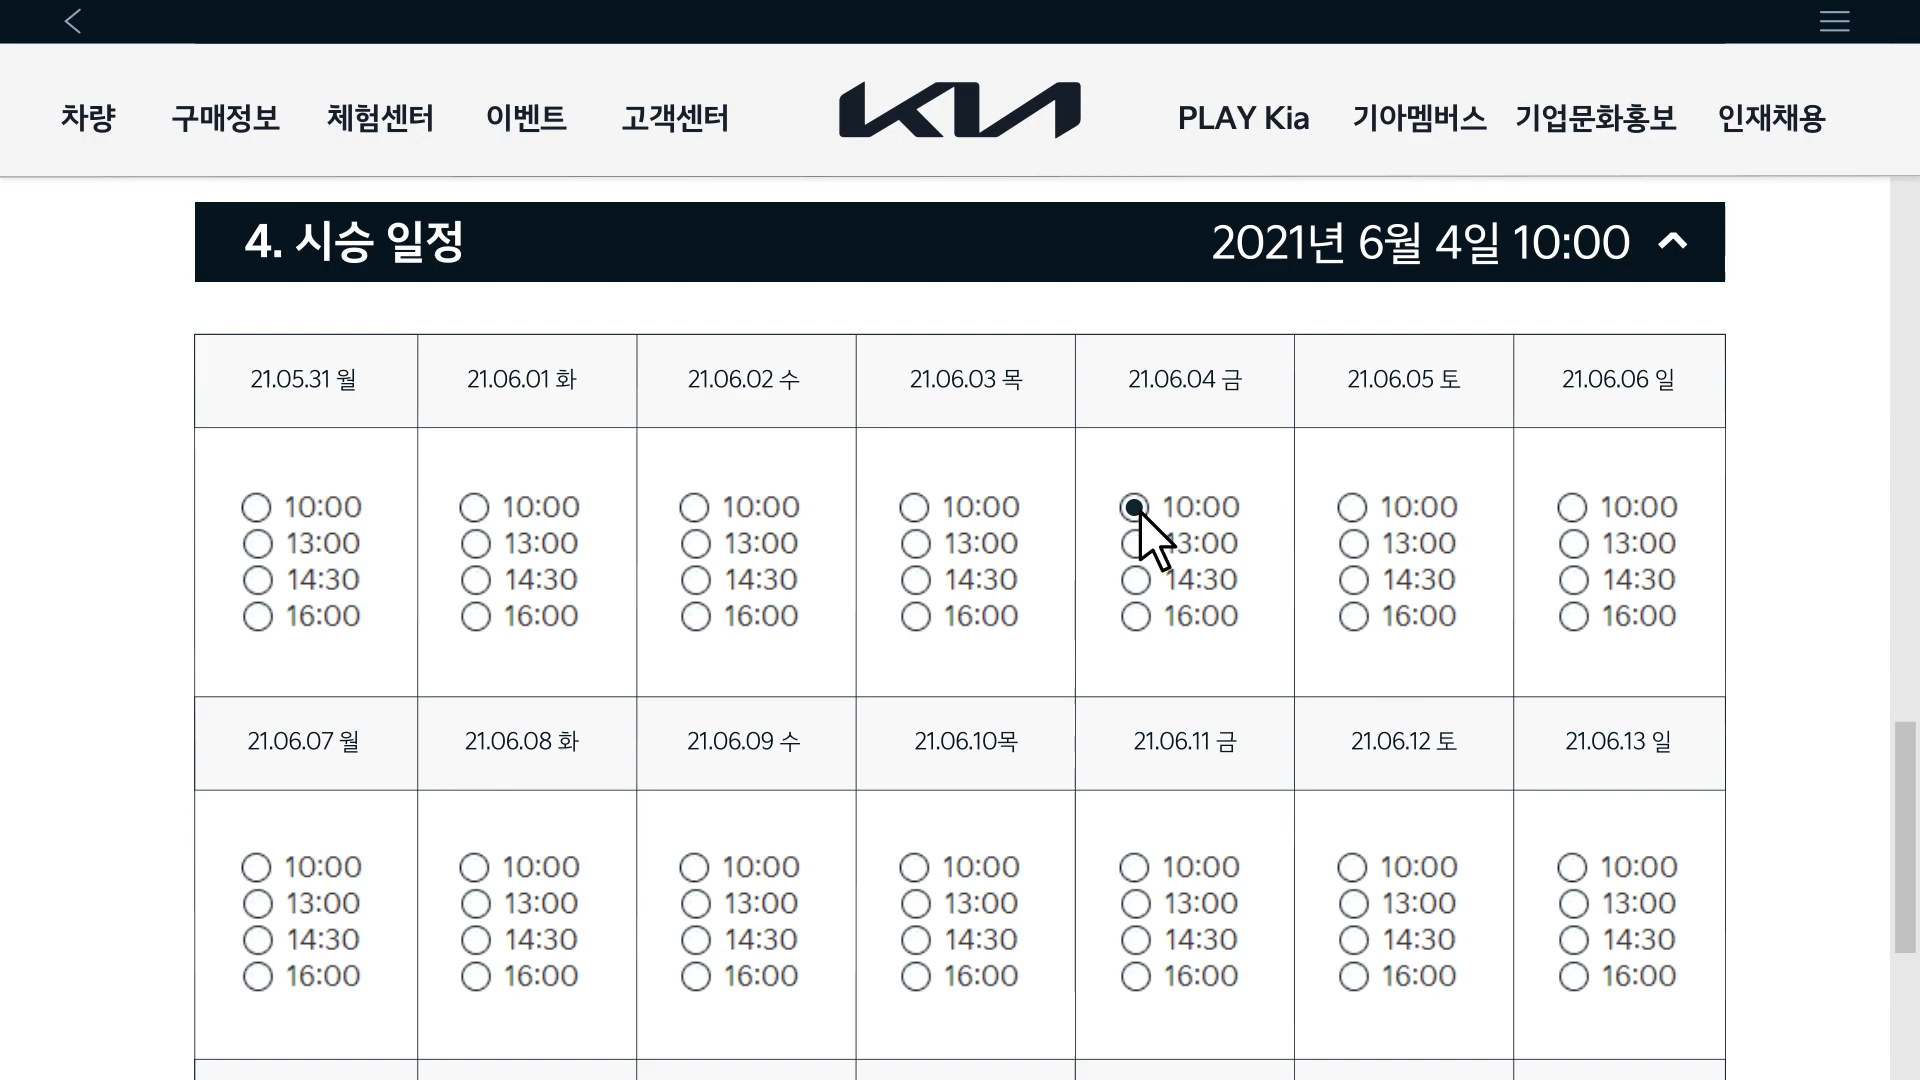 차량 구매정보 체험센터 이벤트 고객센터 KIA PLAY Kia 기아멤버스 기업문화홍보 인재채용
4. 시승 일정 2021년 6월 4일 10:00
21.05.31 월 21.06.01 화 21.06.02 수 21.06.03 목 21.06.04 금 21.06.05 토 21.06.06 일
10:00 10:00 10:00 10:00 10:00 10:00 10:00
13:00 13:00 13:00 13:00 13:00 13:00 13:00
14:30 14:30 14:30 14:30 14:30 14:30 14:30
16:00 16:00 16:00 16:00 16:00 16:00 16:00
21.06.07 월 21.06.08 화 21.06.09 수 21.06.10목 21.06.11 금 21.06.12 토 21.06.13 일
10:00 10:00 10:00 10:00 10:00 10:00 10:00
13:00 13:00 13:00 13:00 13:00 13:00 13:00
14:30 14:30 14:30 14:30 14:30 14:30 14:30
16:00 16:00 16:00 16:00 16:00 16:00 16:00